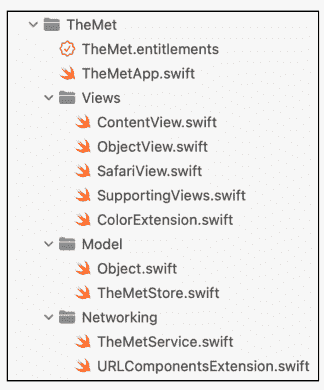 TheMet
TheMet.entitlements
TheMetApp.swift
Views
ContentView.swift
ObjectView.swift
SafariView.swift
SupportingViews.swift
ColorExtension.swift
Model
Object.swift
TheMetStore.swift
Networking
TheMetService.swift
URLComponentsExtension.swift